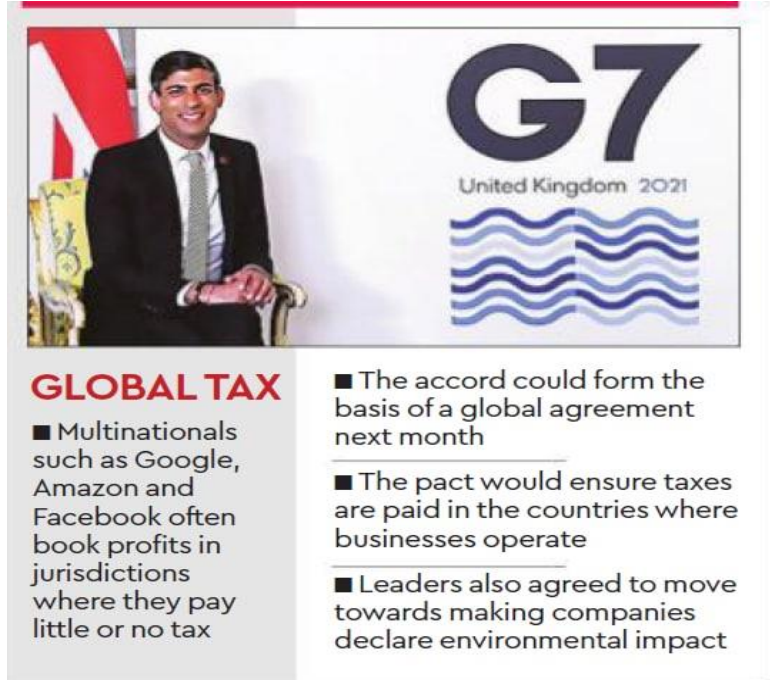 G7
United Kingdom 2021
GLOBAL TAX
■ Multinationals
such as Google,
Amazon and
Facebook often
book profits in
jurisdictions
where they pay
little or no tax
■ The accord could form the
basis of a global agreement
next month
■ The pact would ensure taxes
are paid in the countries where
businesses operate
■ Leaders also agreed to move
towards making companies
declare environmental impact